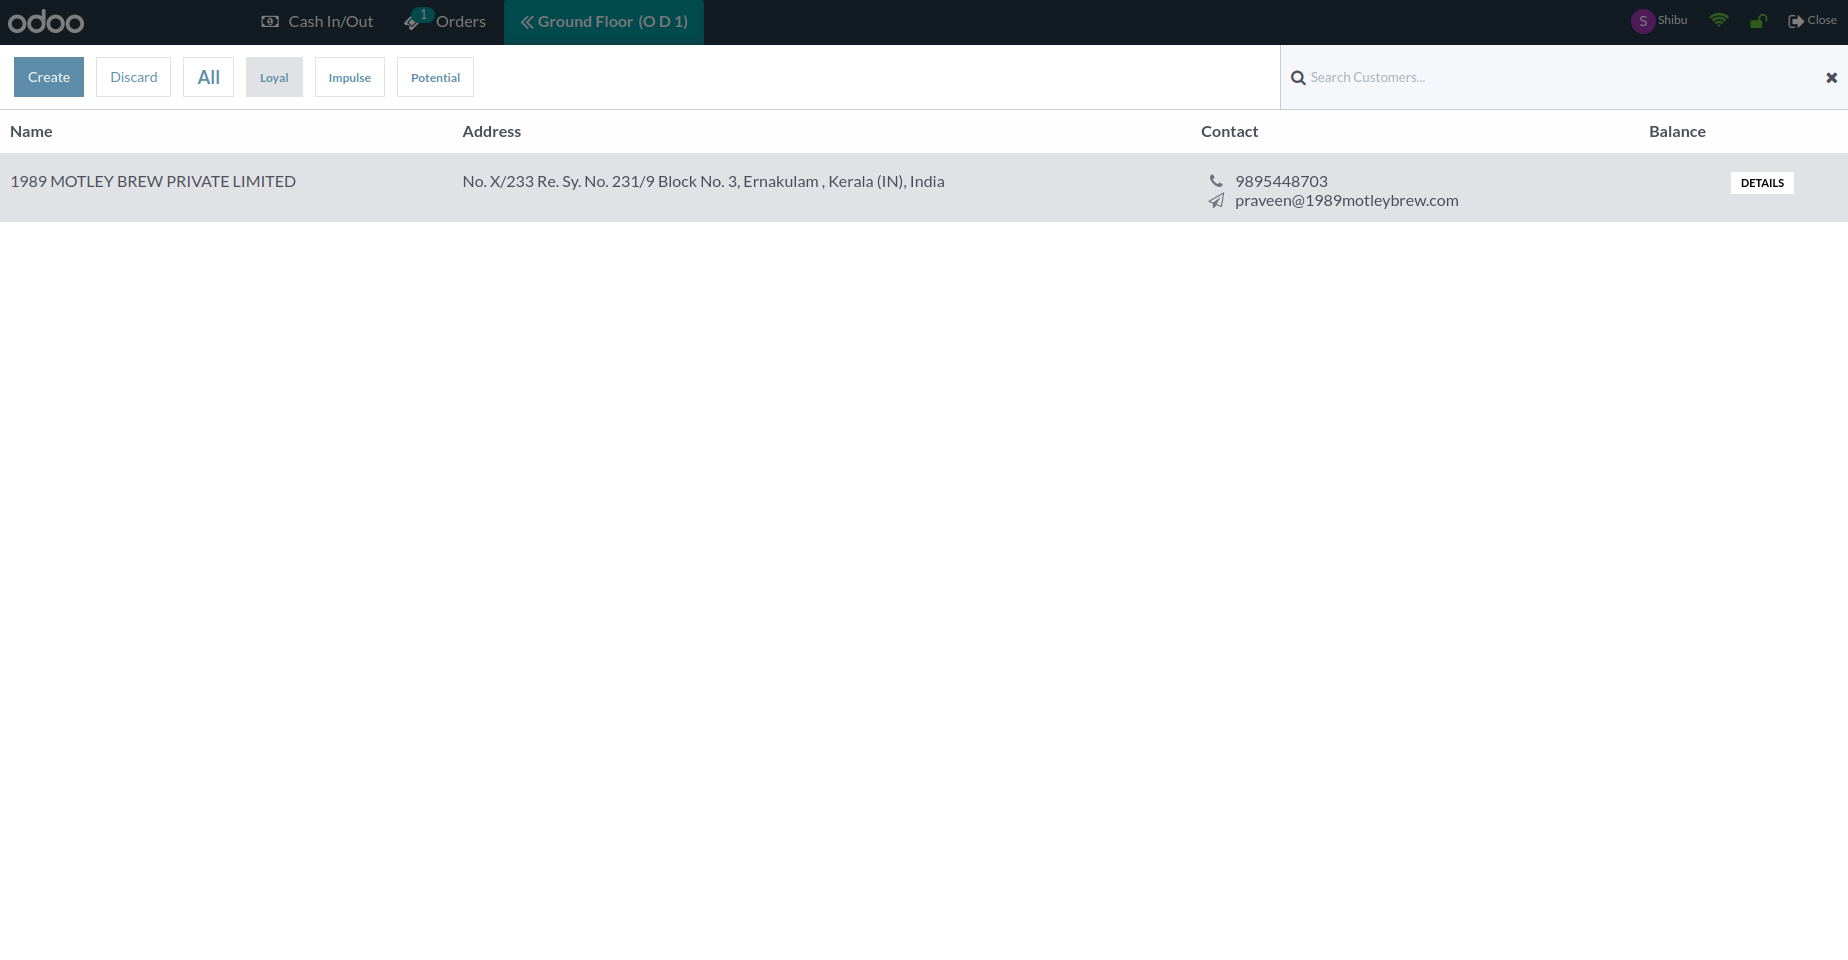 odoo Cash In/Out 1 Orders Ground Floor (O D 1) S Shibu Close
Create Discard All Loyal Impulse Potential Search Customers...
Name Address Contact Balance
1989 MOTLEY BREW PRIVATE LIMITED No. X/233 Re. Sy. No. 231/9 Block No. 3, Ernakulam , Kerala (IN), India 9895448703 DETAILS
praveen@1989motleybrew.com